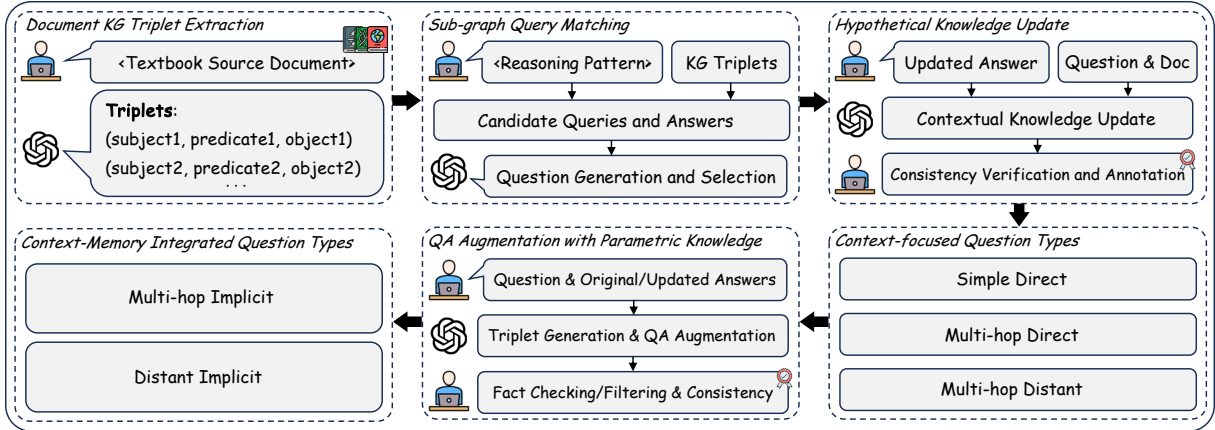 Document KG Triplet Extraction
<Textbook Source Document>
Triplets:
(subject1, predicate1, object1)
(subject2, predicate2, object2)
...
Sub-graph Query Matching
<Reasoning Pattern>
KG Triplets
Candidate Queries and Answers
Question Generation and Selection
Hypothetical Knowledge Update
Updated Answer
Question & Doc
Contextual Knowledge Update
Consistency Verification and Annotation
Context-Memory Integrated Question Types
Multi-hop Implicit
Distant Implicit
QA Augmentation with Parametric Knowledge
Question & Original/Updated Answers
Triplet Generation & QA Augmentation
Fact Checking/Filtering & Consistency
Context-focused Question Types
Simple Direct
Multi-hop Direct
Multi-hop Distant